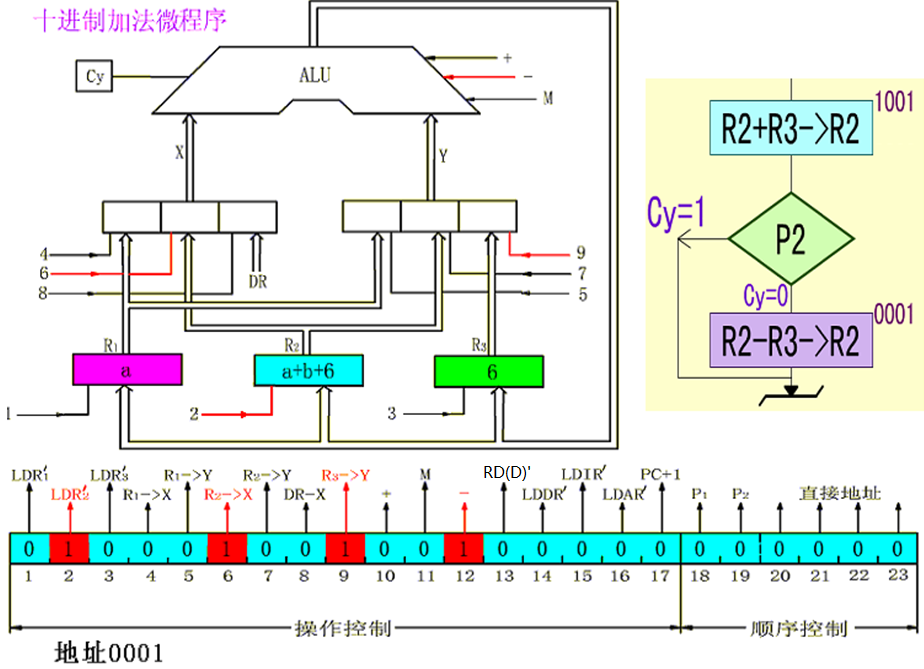 十进制加法微程序
Cy
ALU
+
-
M
X
Y
4
6
8
DR
9
7
5
R₁
R₂
R₃
a
a+b+6
6
1
2
3
1001
R2+R3->R2
Cy=1
P2
Cy=0
0001
R2-R3->R2
LDR₁' LDR₃' R₁->Y R₂->Y R₃->Y M RD(D)' LDIR' PC+1
LDR₂' R₁->X R₂->X DR-X + - LDDR' LDAR' P₁ P₂ 直接地址
0 1 0 0 0 1 0 0 1 0 0 1 0 0 0 0 0 0 0 0 0 0 0
1 2 3 4 5 6 7 8 9 10 11 12 13 14 15 16 17 18 19 20 21 22 23
操作控制 顺序控制
地址0001